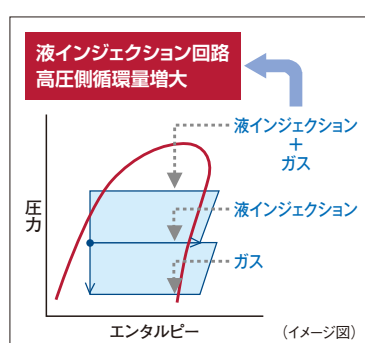 液インジェクション回路
高圧側循環量増大
液インジェクション
＋
ガス
液インジェクション
ガス
圧力
エンタルピー
（イメージ図）